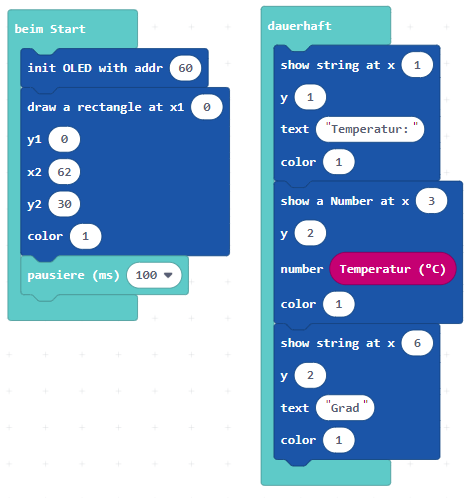 beim Start
init OLED with addr 60
draw a rectangle at x1 0
y1 0
x2 62
y2 30
color 1
pausiere (ms) 100
dauerhaft
show string at x 1
y 1
text "Temperatur:"
color 1
show a Number at x 3
y 2
number Temperatur (°C)
color 1
show string at x 6
y 2
text "Grad"
color 1